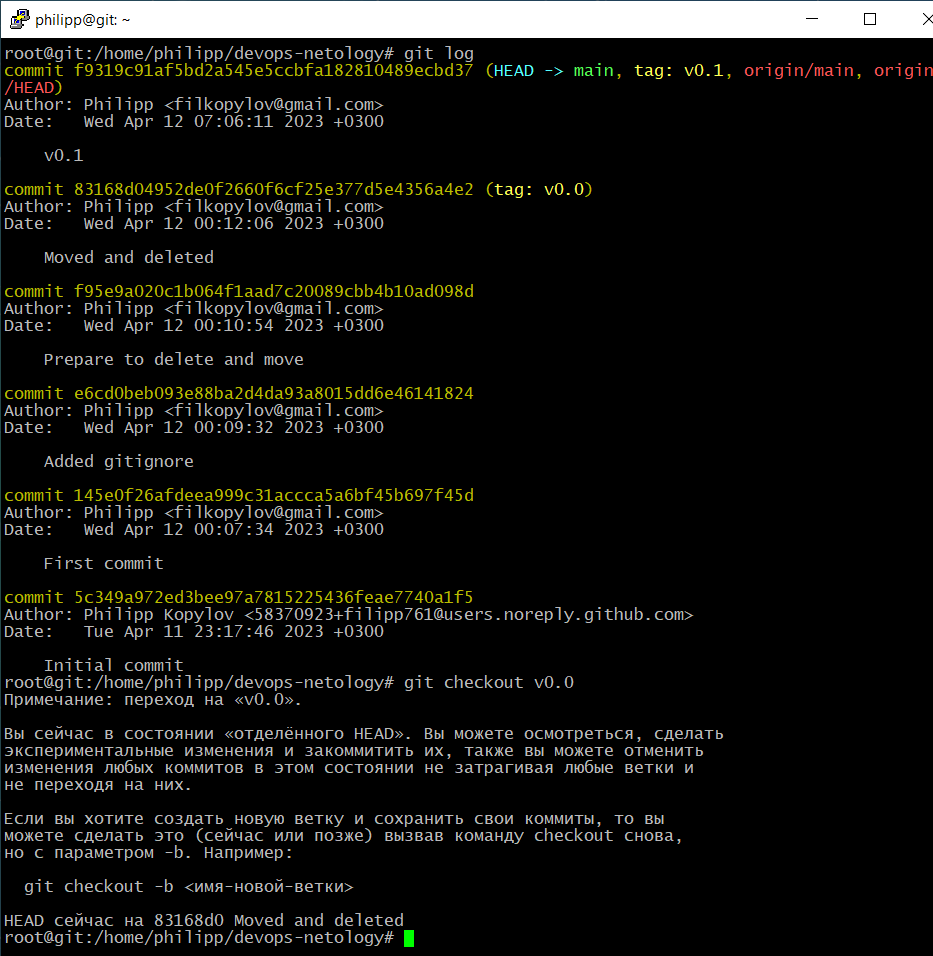 philipp@git: ~
root@git:/home/philipp/devops-netology# git log
commit f9319c91af5bd2a545e5ccbfa182810489ecbd37 (HEAD -> main, tag: v0.1, origin/main, origin
/HEAD)
Author: Philipp <filkopylov@gmail.com>
Date:   Wed Apr 12 07:06:11 2023 +0300

    v0.1

commit 83168d04952de0f2660f6cf25e377d5e4356a4e2 (tag: v0.0)
Author: Philipp <filkopylov@gmail.com>
Date:   Wed Apr 12 00:12:06 2023 +0300

    Moved and deleted

commit f95e9a020c1b064f1aad7c20089cbb4b10ad098d
Author: Philipp <filkopylov@gmail.com>
Date:   Wed Apr 12 00:10:54 2023 +0300

    Prepare to delete and move

commit e6cd0beb093e88ba2d4da93a8015dd6e46141824
Author: Philipp <filkopylov@gmail.com>
Date:   Wed Apr 12 00:09:32 2023 +0300

    Added gitignore

commit 145e0f26afdeea999c31accca5a6bf45b697f45d
Author: Philipp <filkopylov@gmail.com>
Date:   Wed Apr 12 00:07:34 2023 +0300

    First commit

commit 5c349a972ed3bee97a7815225436feae7740a1f5
Author: Philipp Kopylov <58370923+filipp761@users.noreply.github.com>
Date:   Tue Apr 11 23:17:46 2023 +0300

    Initial commit
root@git:/home/philipp/devops-netology# git checkout v0.0
Примечание: переход на «v0.0».

Вы сейчас в состоянии «отделённого HEAD». Вы можете осмотреться, сделать
экспериментальные изменения и закоммитить их, также вы можете отменить
изменения любых коммитов в этом состоянии не затрагивая любые ветки и
не переходя на них.

Если вы хотите создать новую ветку и сохранить свои коммиты, то вы
можете сделать это (сейчас или позже) вызвав команду checkout снова,
но с параметром -b. Например:

  git checkout -b <имя-новой-ветки>

HEAD сейчас на 83168d0 Moved and deleted
root@git:/home/philipp/devops-netology#